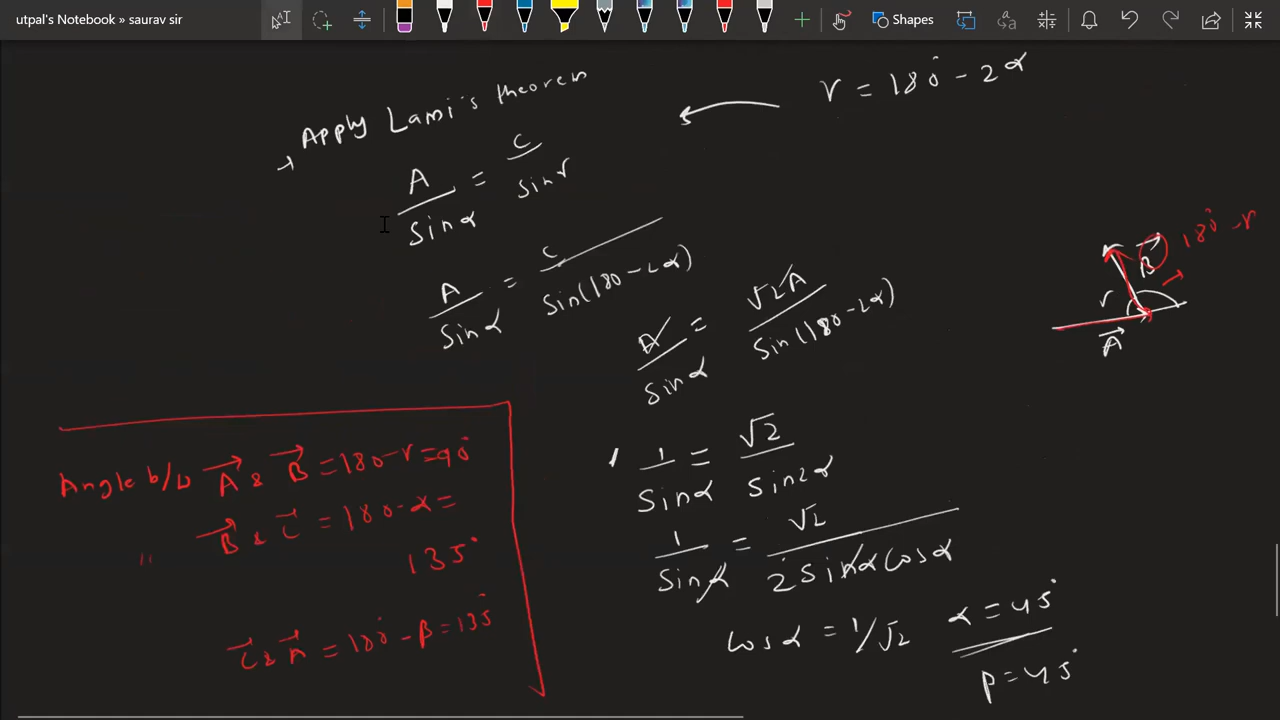 utpal's Notebook » saurav sir
Shapes
r = 180° - 2α
→ Apply Lami's theorem
A/Sinα = C/Sinr
A/Sinα = C/Sin(180-2α)
A/Sinα = √2A/Sin(180-2α)
1/Sinα = √2/Sin2α
1/Sinα = √2/2SinαCosα
Cosα = 1/√2 α = 45°
β = 45°
B 180° - r
r
A
Angle b/w A & B = 180-r = 90°
" B & C = 180-α =
135°
C & A = 180° - β = 135°